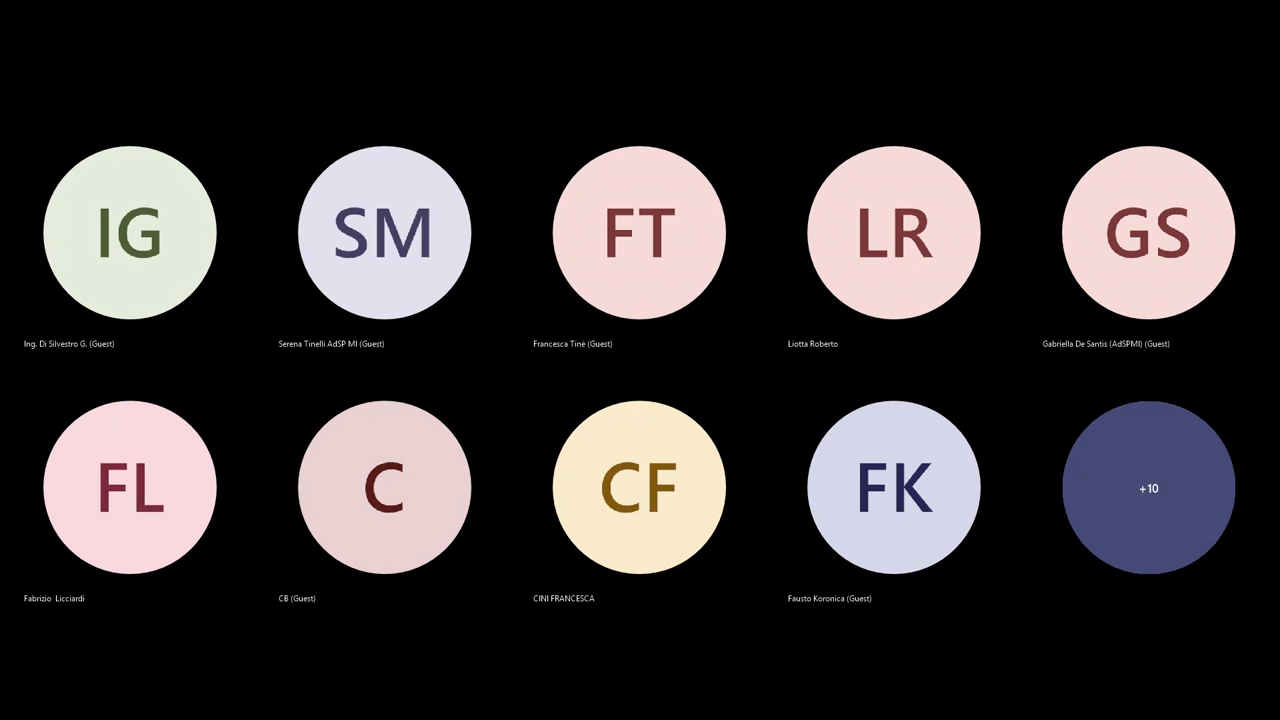 IG
SM
FT
LR
GS
Ing. Di Silvestro G. (Guest)
Serena Tinelli AdSP MI (Guest)
Francesca Tiné (Guest)
Liotta Roberto
Gabriella De Santis (AdSPMI) (Guest)
FL
C
CF
FK
+10
Fabrizio  Licciardi
CB (Guest)
CINI FRANCESCA
Fausto Koronica (Guest)